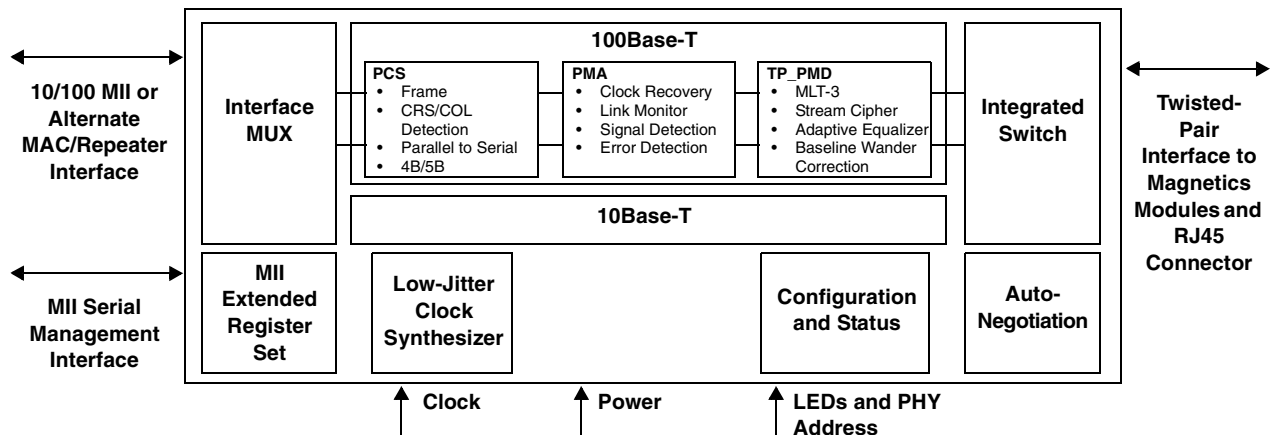 10/100 MII or
Alternate
MAC/Repeater
Interface
MII Serial
Management
Interface
Interface
MUX
100Base-T
PCS
• Frame
• CRS/COL
Detection
• Parallel to Serial
• 4B/5B
PMA
• Clock Recovery
• Link Monitor
• Signal Detection
• Error Detection
TP_PMD
• MLT-3
• Stream Cipher
• Adaptive Equalizer
• Baseline Wander
Correction
10Base-T
Integrated
Switch
MII
Extended
Register
Set
Low-Jitter
Clock
Synthesizer
Configuration
and Status
Auto-
Negotiation
Twisted-
Pair
Interface to
Magnetics
Modules and
RJ45
Connector
Clock
Power
LEDs and PHY
Address